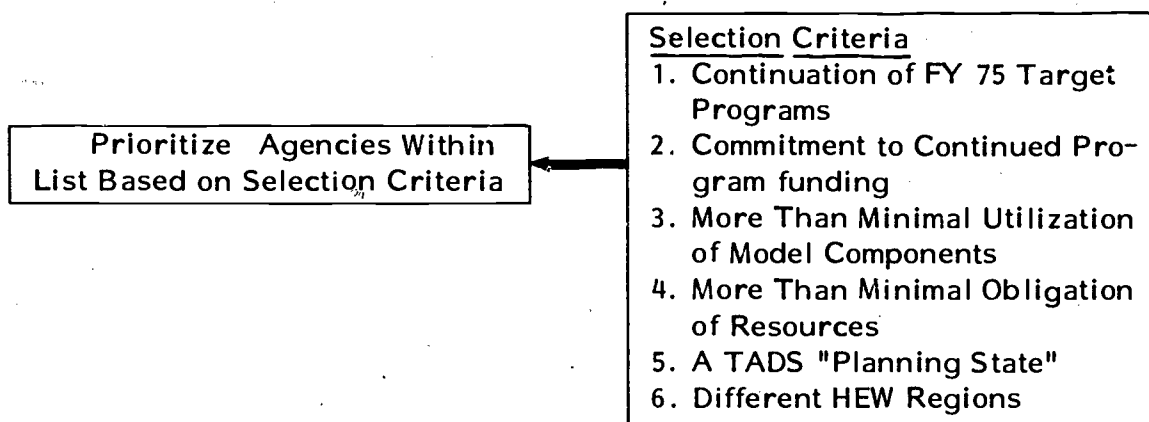 Prioritize Agencies Within
List Based on Selection Criteria
Selection Criteria
1. Continuation of FY 75 Target
Programs
2. Commitment to Continued Pro-
gram funding
3. More Than Minimal Utilization
of Model Components
4. More Than Minimal Obligation
of Resources
5. A TADS "Planning State"
6. Different HEW Regions